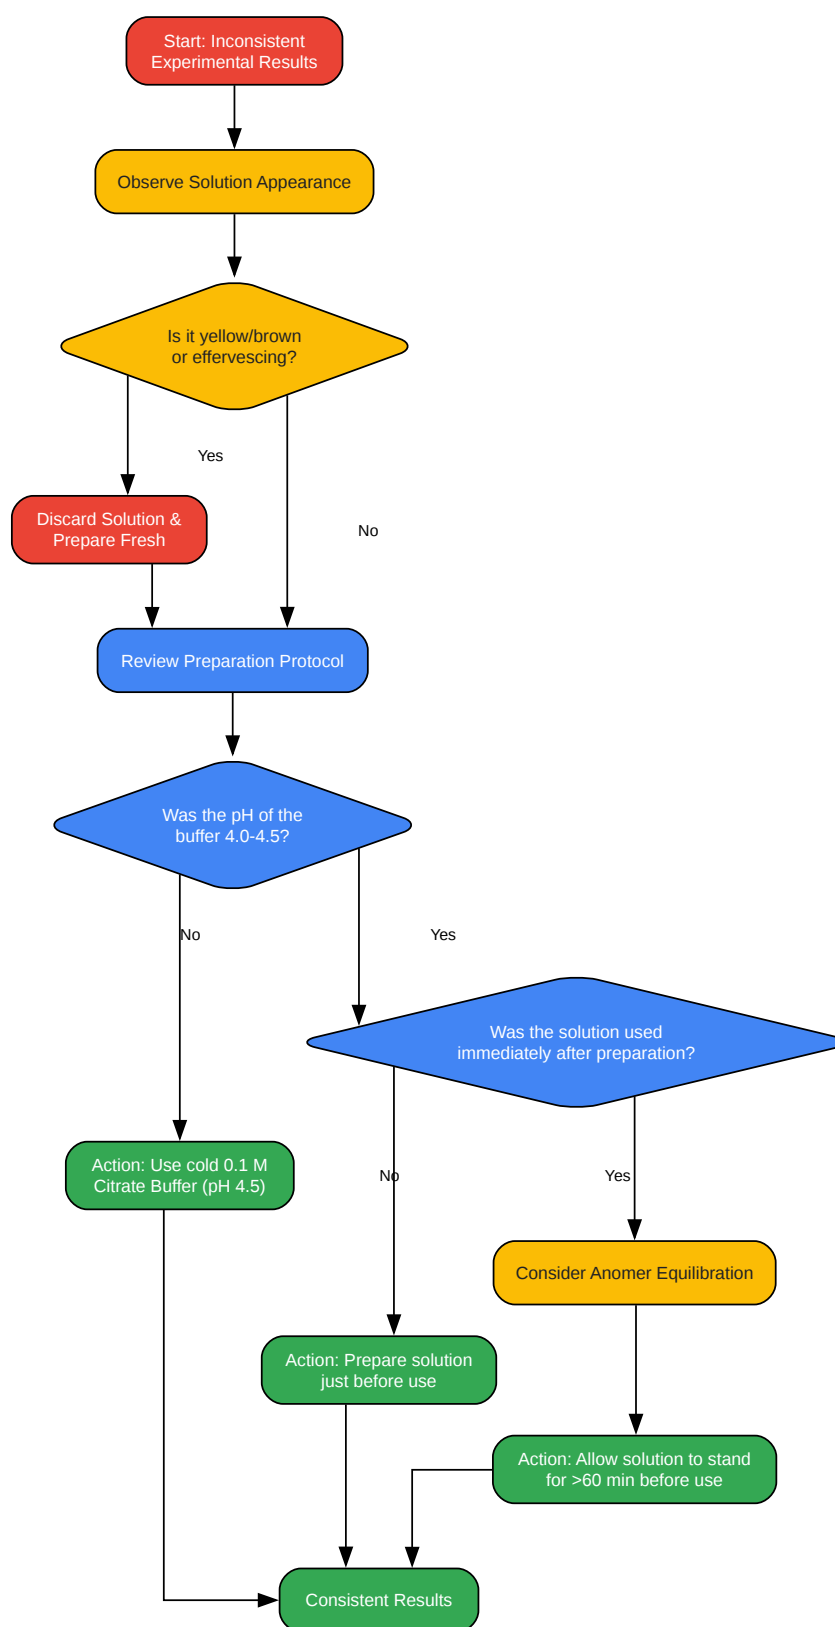 Start: Inconsistent
Experimental Results
Observe Solution Appearance
Is it yellow/brown
or effervescing?
Yes
No
Discard Solution &
Prepare Fresh
Review Preparation Protocol
Was the pH of the
buffer 4.0-4.5?
No
Yes
Was the solution used
immediately after preparation?
No
Yes
Action: Use cold 0.1 M
Citrate Buffer (pH 4.5)
Consider Anomer Equilibration
Action: Prepare solution
just before use
Action: Allow solution to stand
for >60 min before use
Consistent Results